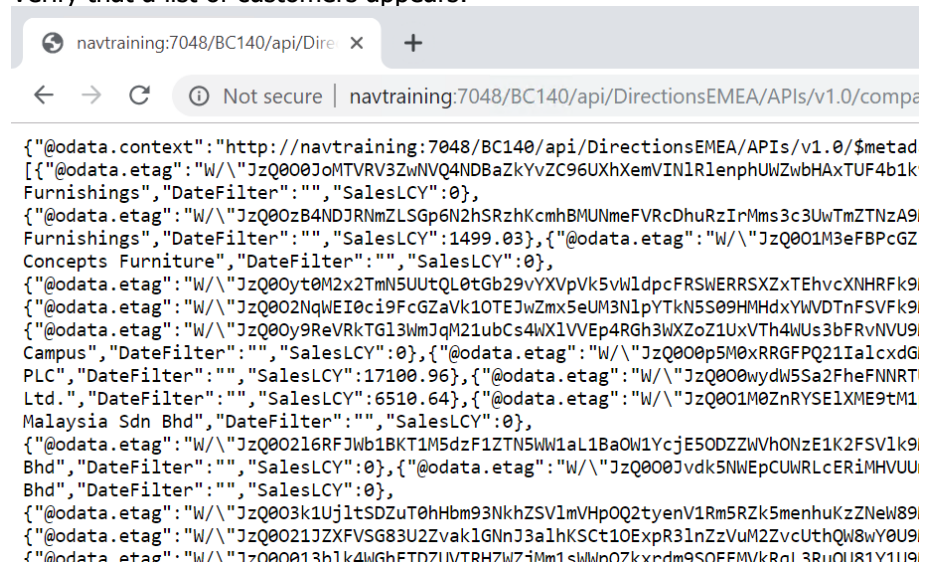 verify that a list of customers appears.
navtraining:7048/BC140/api/Dire
Not secure | navtraining:7048/BC140/api/DirectionsEMEA/APIs/v1.0/compa
{"@odata.context":"http://navtraining:7048/BC140/api/DirectionsEMEA/APIs/v1.0/$metad
[{"@odata.etag":"W/\"JzQ0O0JoMTVRV3ZwNVQ4NDBaZkYvZC96UXhXemVINlRlenphUWZwbHAxTUF4b1k
Furnishings","DateFilter":"","SalesLCY":0},
{"@odata.etag":"W/\"JzQ0OzB4NDJRNmZLSGp6N2hSRzhKcmhBMUNmeFVRcDhuRzIrMms3c3UwTmZTNzA9
Furnishings","DateFilter":"","SalesLCY":1499.03},{"@odata.etag":"W/\"JzQ0O1M3eFBPcGZ
Concepts Furniture","DateFilter":"","SalesLCY":0},
{"@odata.etag":"W/\"JzQ0Oyt0M2x2TmN5UUtQL0tGb29vYXVpVk5vWldpcFRSWERRSXZxTEhvcXNHRFk9
{"@odata.etag":"W/\"JzQ0O2NqWEI0ci9FcGZaVk1OTEJwZmx5eUM3NlpYTkN5S09HMHdxYWVDTnFSVFk9
{"@odata.etag":"W/\"JzQ0Oy9ReVRkTGl3WmJqM21ubCs4WXlVVEp4RGh3WXZoZ1UxVTh4WUs3bFRvNVU9
Campus","DateFilter":"","SalesLCY":0},{"@odata.etag":"W/\"JzQ0O0p5M0xRRGFPQ21IalcxdG
PLC","DateFilter":"","SalesLCY":17100.96},{"@odata.etag":"W/\"JzQ0O0wydW5Sa2FheFNNRT
Ltd.","DateFilter":"","SalesLCY":6510.64},{"@odata.etag":"W/\"JzQ0O1M0ZnRYSElXME9tM1
Malaysia Sdn Bhd","DateFilter":"","SalesLCY":0},
{"@odata.etag":"W/\"JzQ0O2l6RFJWb1BKT1M5dzF1ZTN5WW1aL1BaOW1YcjE5ODZZWVhONzE1K2FSVlk9
Bhd","DateFilter":"","SalesLCY":0},{"@odata.etag":"W/\"JzQ0O0Jvdk5NWEpCUWRLcERiMHVUU
Bhd","DateFilter":"","SalesLCY":0},
{"@odata.etag":"W/\"JzQ0O3k1UjltSDZuT0hHbm93NkhZSVlmVHpOQ2tyenV1Rm5RZk5menhuKzZNeW89
{"@odata.etag":"W/\"JzQ0O21JZXFVSG83U2ZvaklGNnJ3alhKSCt1OExpR3lnZzVuM2ZvcUthQW8wY0U9